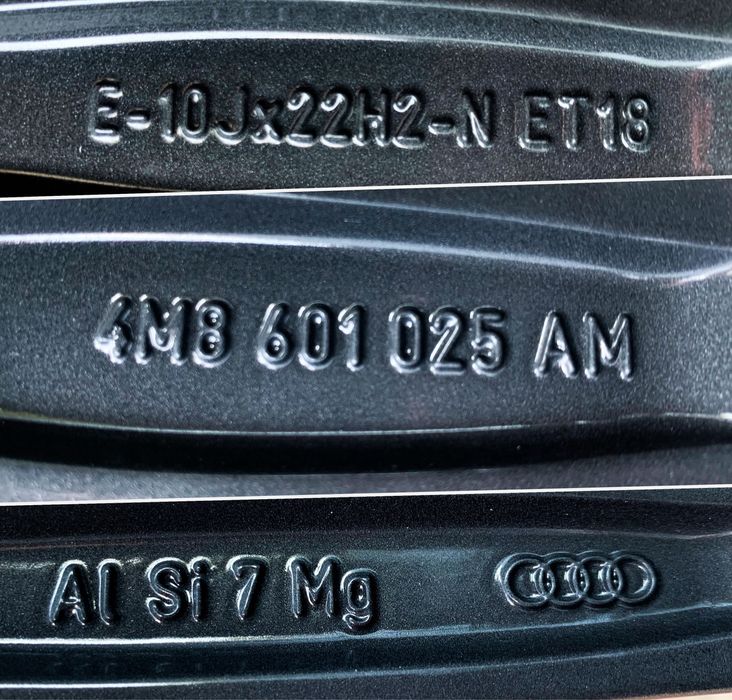 E-10Jx22H2-N ET18
4M8 601 025 AM
Al Si 7 Mg